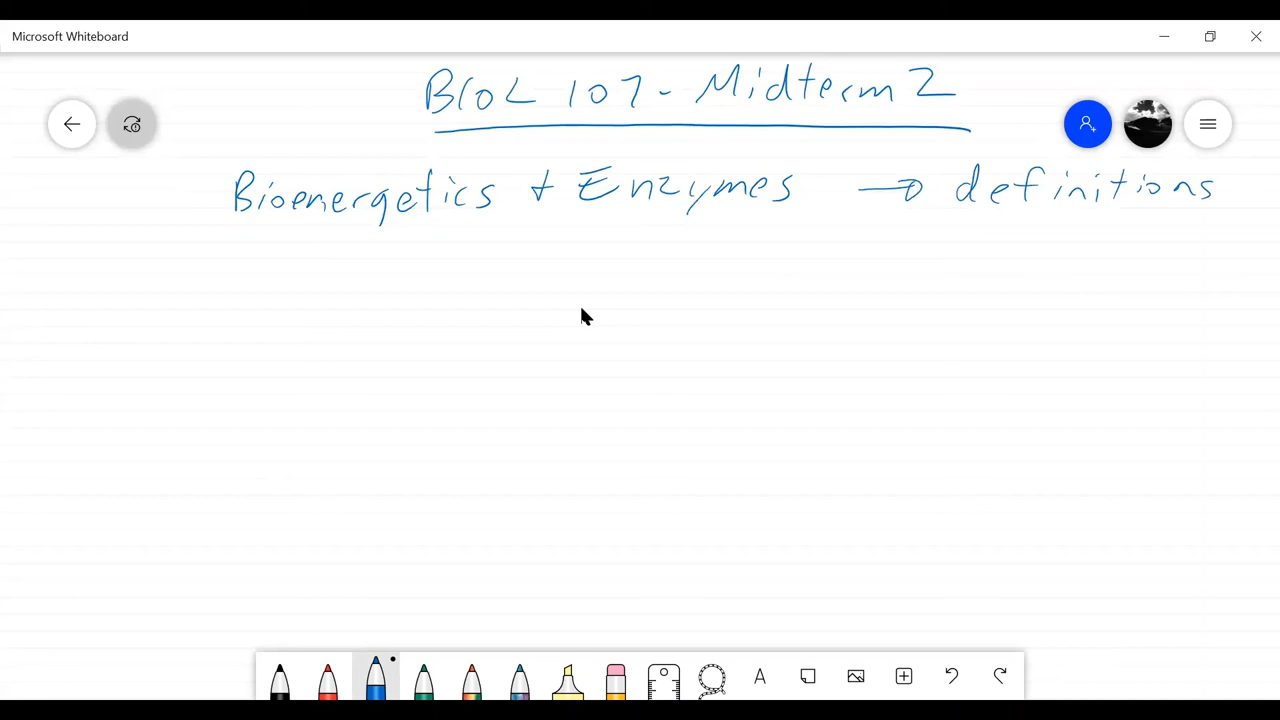 Microsoft Whiteboard
BIOL 107 - Midterm 2
Bioenergetics + Enzymes → definitions
A